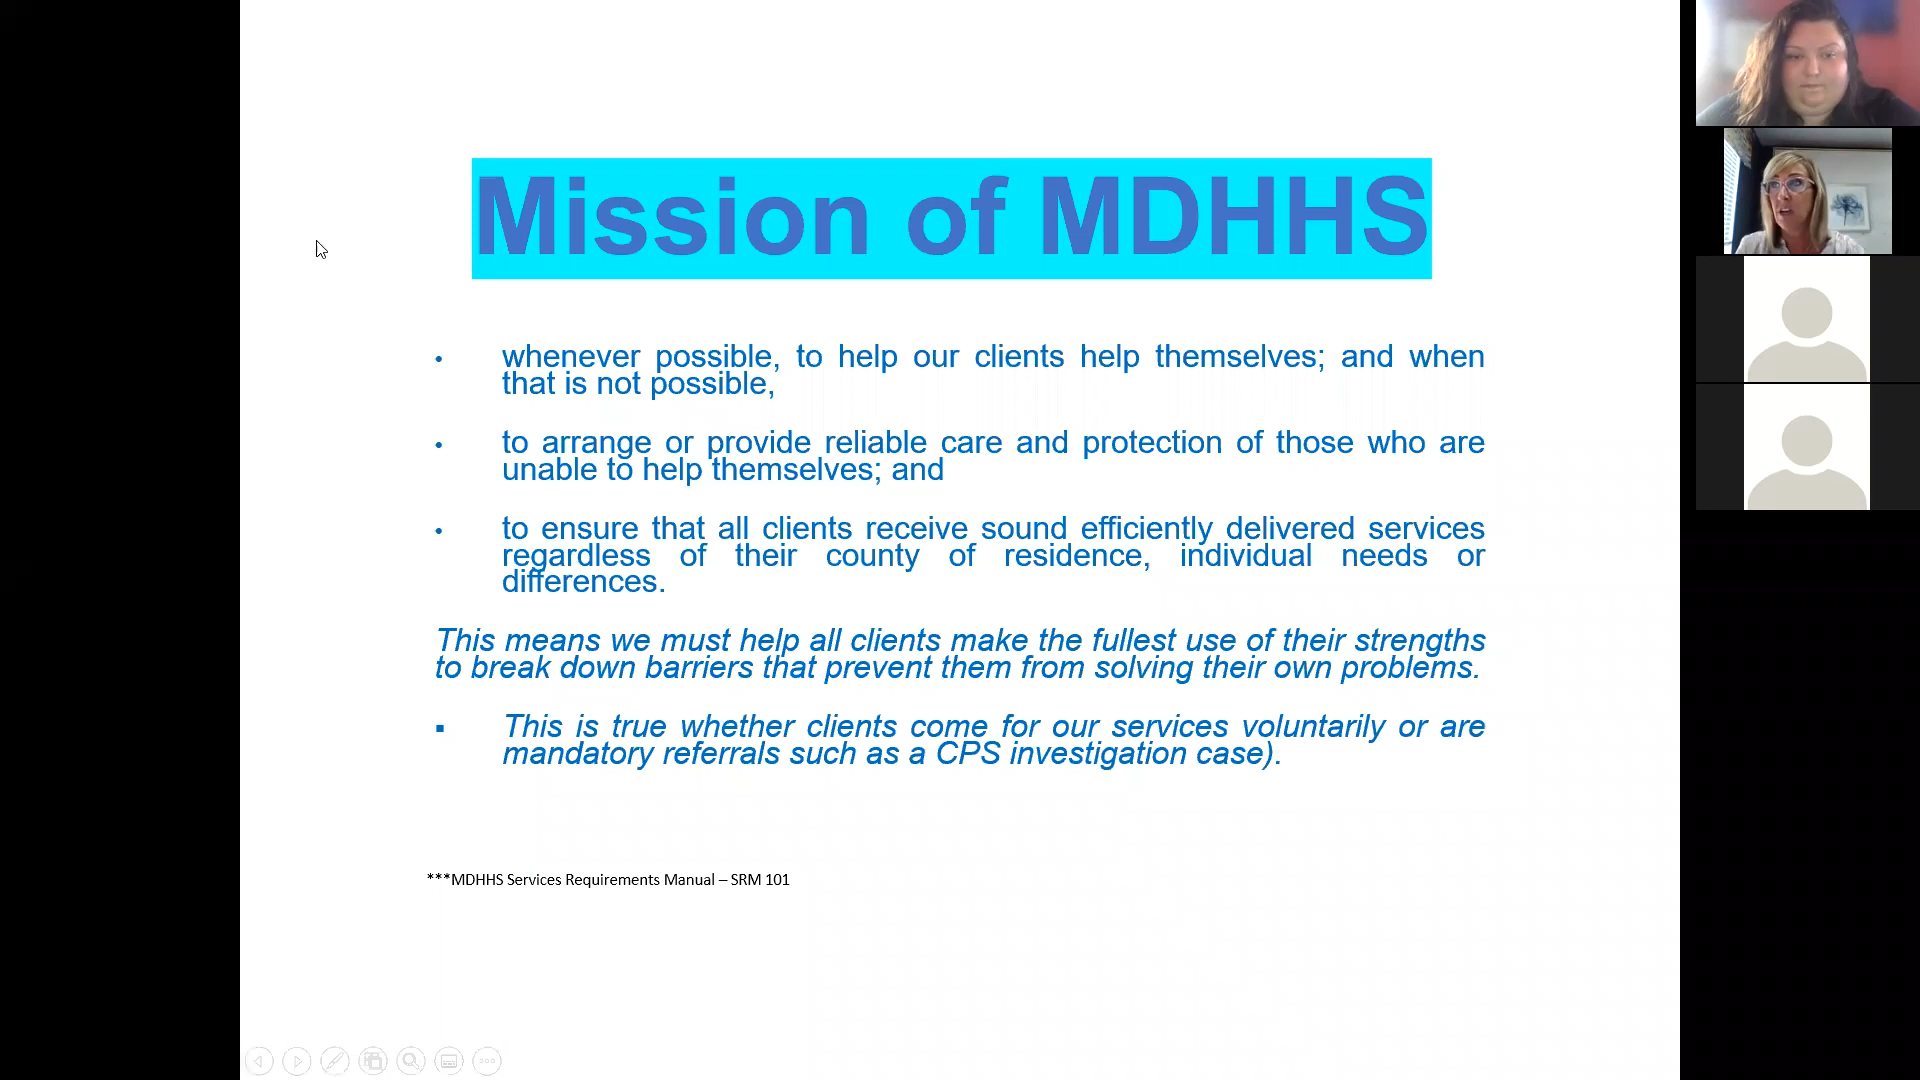 Mission of MDHHS
• whenever possible, to help our clients help themselves; and when
that is not possible,
• to arrange or provide reliable care and protection of those who are
unable to help themselves; and
• to ensure that all clients receive sound efficiently delivered services
regardless of their county of residence, individual needs or
differences.
This means we must help all clients make the fullest use of their strengths
to break down barriers that prevent them from solving their own problems.
▪ This is true whether clients come for our services voluntarily or are
mandatory referrals such as a CPS investigation case).
***MDHHS Services Requirements Manual – SRM 101